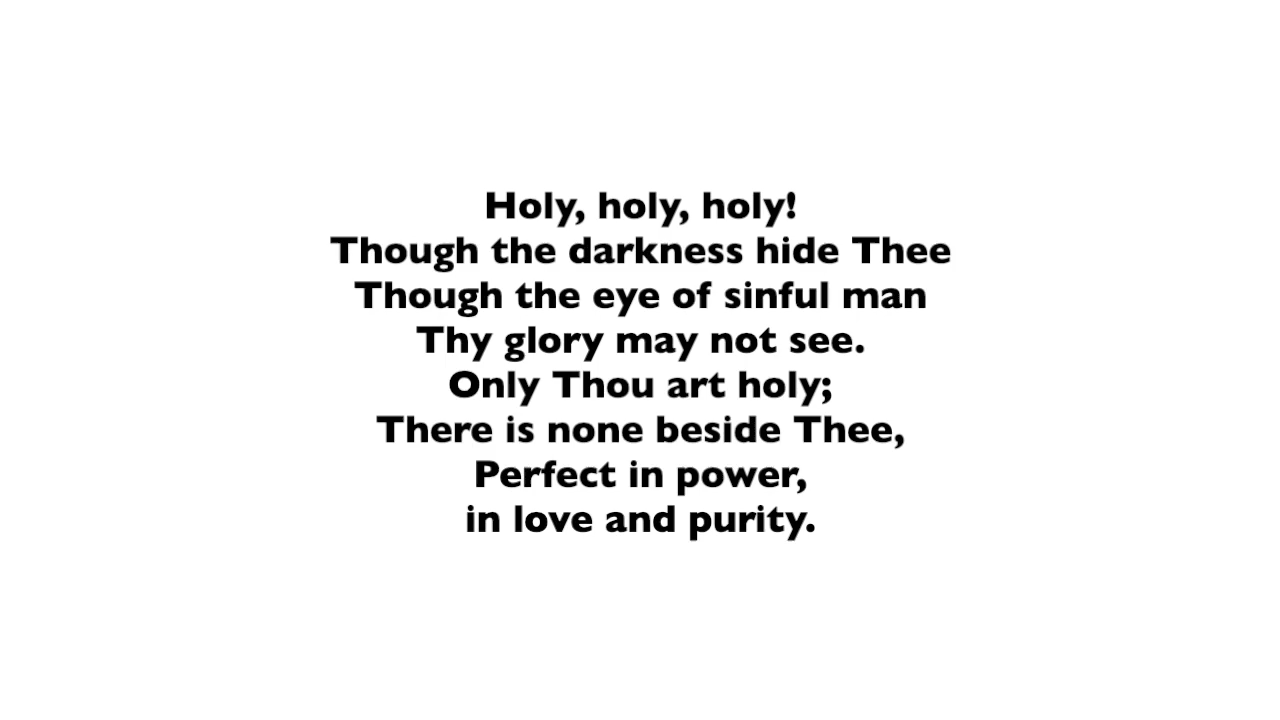 Holy, holy, holy!
Though the darkness hide Thee
Though the eye of sinful man
Thy glory may not see.
Only Thou art holy;
There is none beside Thee,
Perfect in power,
in love and purity.